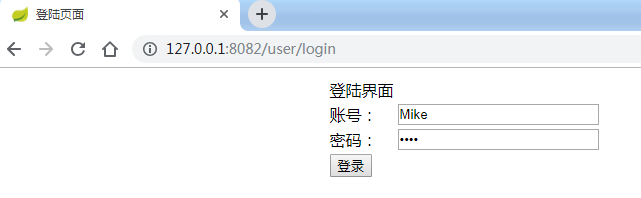 登陆页面
127.0.0.1:8082/user/login
登陆界面
账号： Mike
密码： ••••
登录